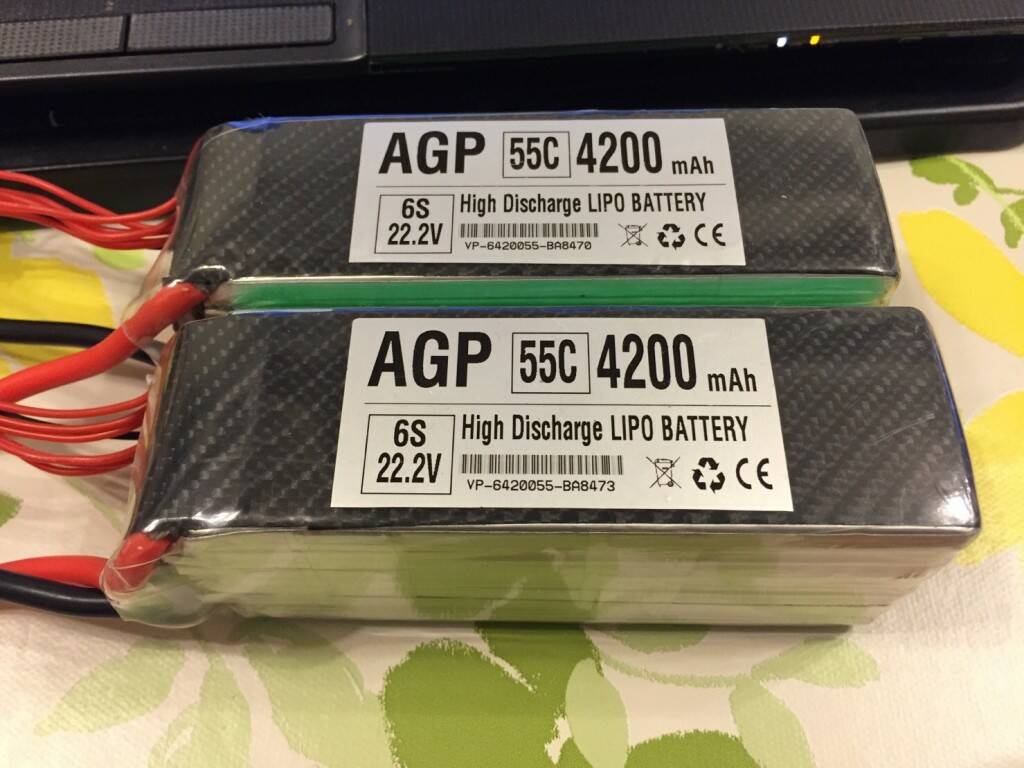 AGP 55C 4200 mAh
6S High Discharge LIPO BATTERY
22.2V
VP-6420055-BA8470
CE
AGP 55C 4200 mAh
6S High Discharge LIPO BATTERY
22.2V
VP-6420055-BA8473
CE